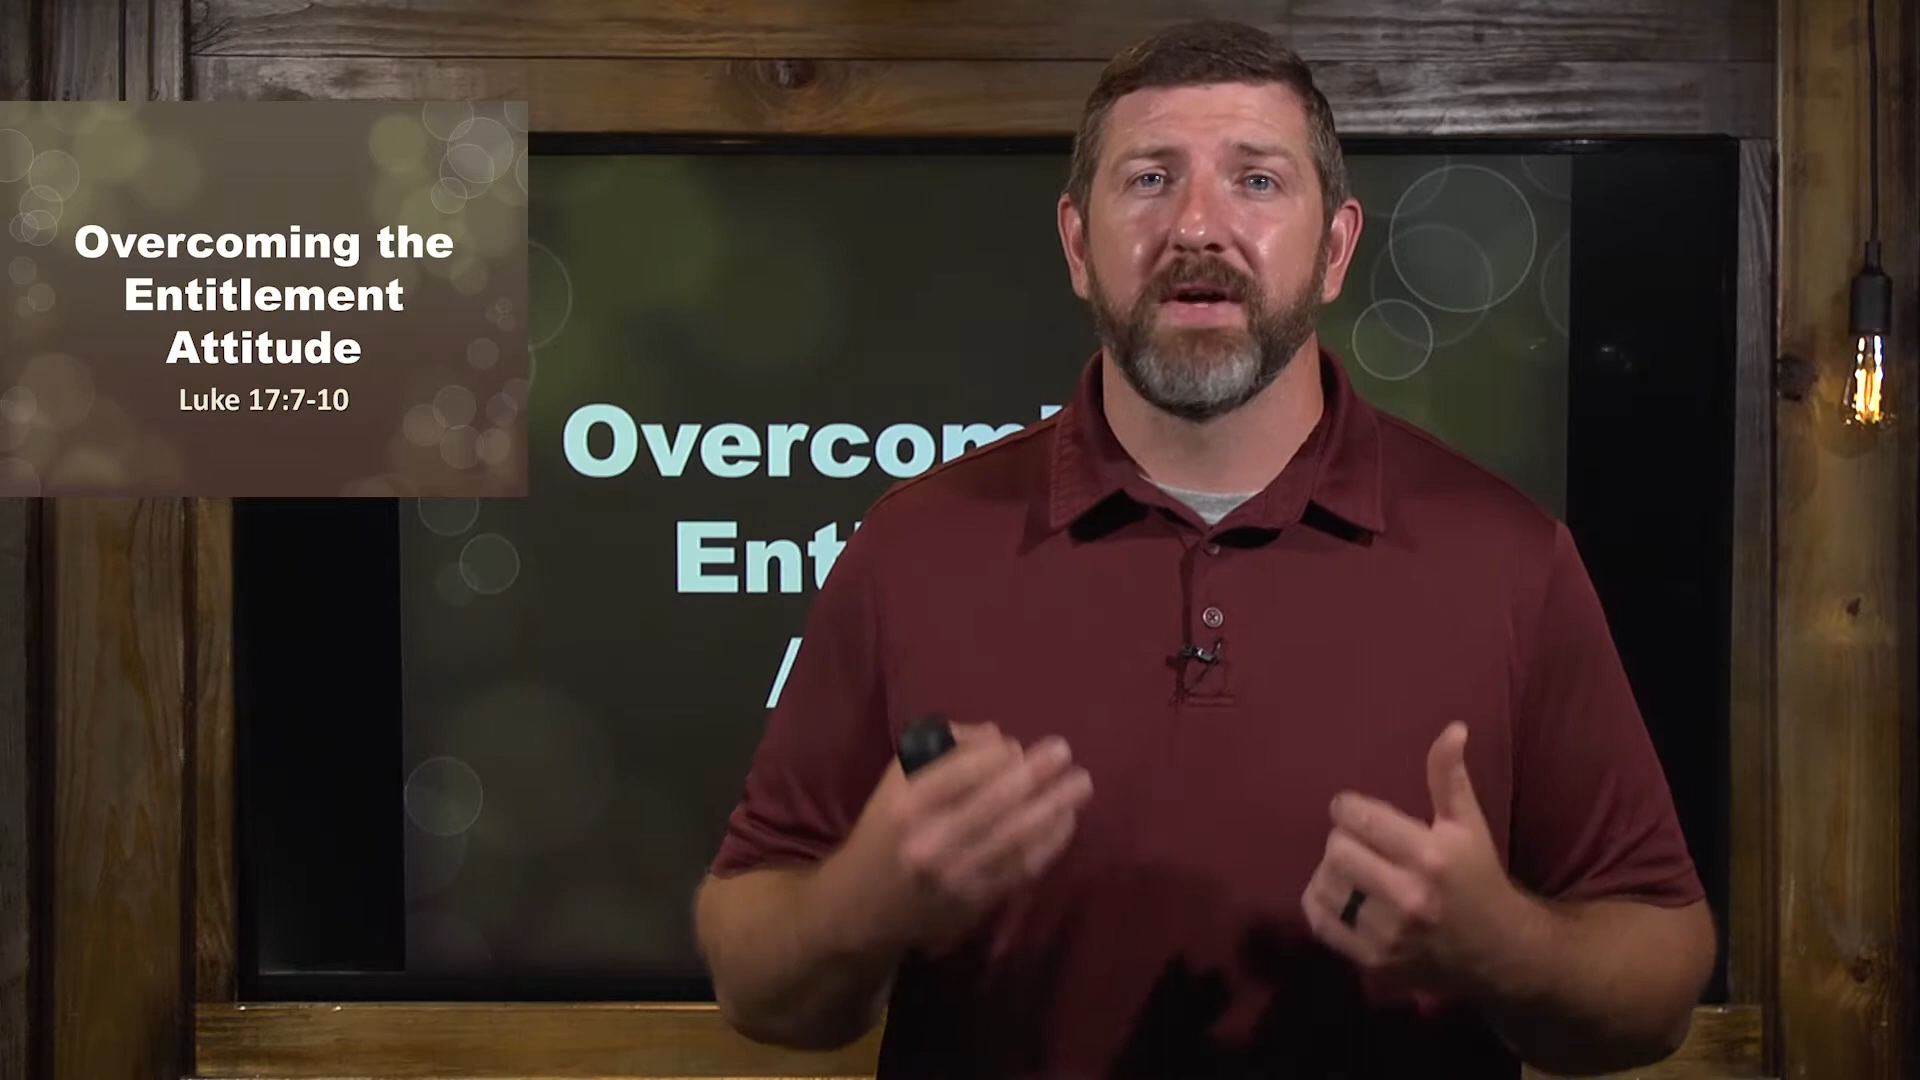 Overcoming the
Entitlement
Attitude
Luke 17:7-10
Overcom
Ent